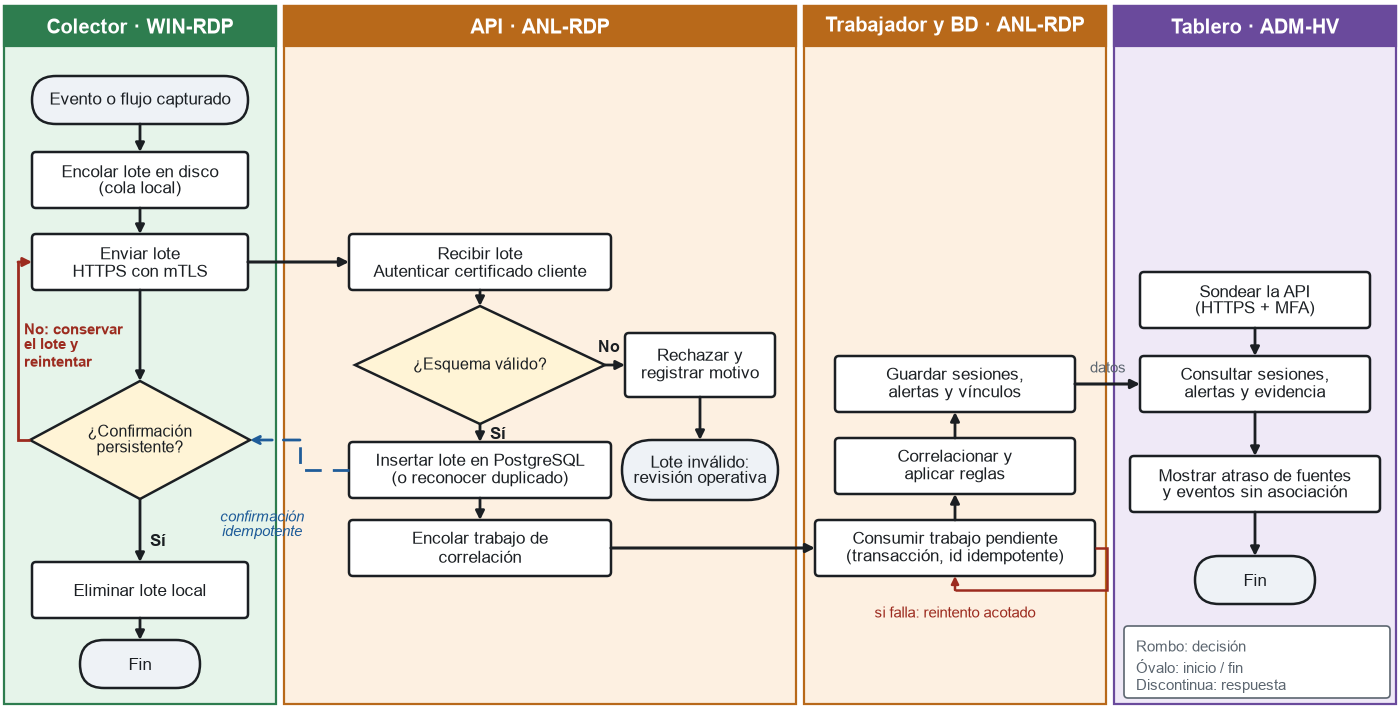 Colector · WIN-RDP
Evento o flujo capturado
Encolar lote en disco
(cola local)
Enviar lote
HTTPS con mTLS
No: conservar
el lote y
reintentar
¿Confirmación
persistente?
confirmación
idempotente
Sí
Eliminar lote local
Fin
API · ANL-RDP
Recibir lote
Autenticar certificado cliente
¿Esquema válido?
No
Rechazar y
registrar motivo
Lote inválido:
revisión operativa
Sí
Insertar lote en PostgreSQL
(o reconocer duplicado)
Encolar trabajo de
correlación
Trabajador y BD · ANL-RDP
Guardar sesiones,
alertas y vínculos
Correlacionar y
aplicar reglas
Consumir trabajo pendiente
(transacción, id idempotente)
si falla: reintento acotado
datos
Tablero · ADM-HV
Sondear la API
(HTTPS + MFA)
Consultar sesiones,
alertas y evidencia
Mostrar atraso de fuentes
y eventos sin asociación
Fin
Rombo: decisión
Óvalo: inicio / fin
Discontinua: respuesta